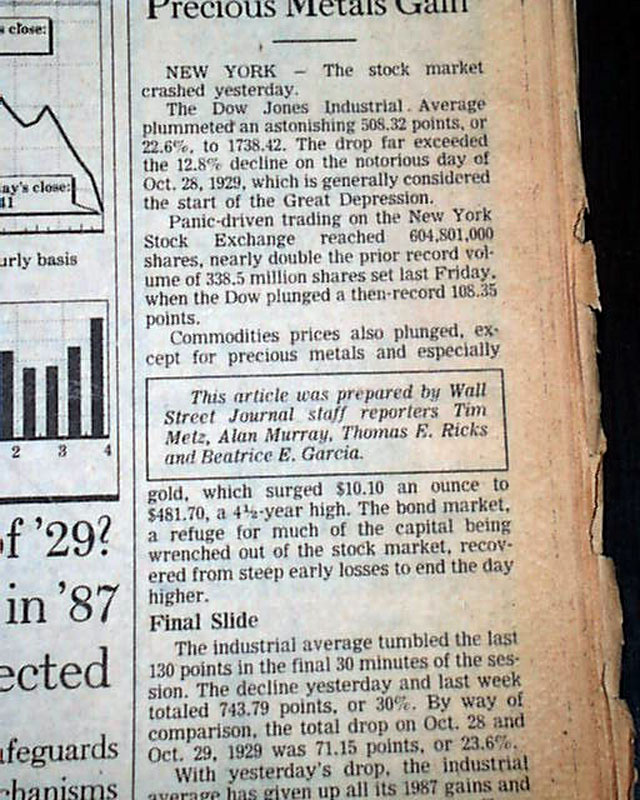 Precious Metals Gain
s close:
ay's close:
41
urly basis
2 3 4
of '29?
in '87
ected
afeguards
chanisms
NEW YORK – The stock market
crashed yesterday.
The Dow Jones Industrial Average
plummeted an astonishing 508.32 points, or
22.6%, to 1738.42. The drop far exceeded
the 12.8% decline on the notorious day of
Oct. 28, 1929, which is generally considered
the start of the Great Depression.
Panic-driven trading on the New York
Stock Exchange reached 604,801,000
shares, nearly double the prior record vol-
ume of 338.5 million shares set last Friday,
when the Dow plunged a then-record 108.35
points.
Commodities prices also plunged, ex-
cept for precious metals and especially
This article was prepared by Wall
Street Journal staff reporters Tim
Metz, Alan Murray, Thomas E. Ricks
and Beatrice E. Garcia.
gold, which surged $10.10 an ounce to
$481.70, a 4½-year high. The bond market,
a refuge for much of the capital being
wrenched out of the stock market, recov-
ered from steep early losses to end the day
higher.
Final Slide
The industrial average tumbled the last
130 points in the final 30 minutes of the ses-
sion. The decline yesterday and last week
totaled 743.79 points, or 30%. By way of
comparison, the total drop on Oct. 28 and
Oct. 29, 1929 was 71.15 points, or 23.6%.
With yesterday's drop, the industrial
average has given up all its 1987 gains and